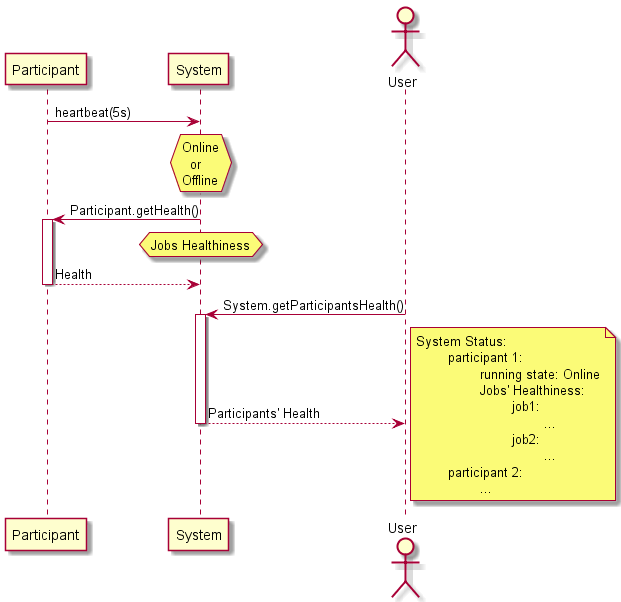 User
Participant
System
heartbeat(5s)
Online
or
Offline
Participant.getHealth()
Jobs Healthiness
Health
System.getParticipantsHealth()
System Status:
participant 1:
running state: Online
Jobs' Healthiness:
job1:
...
job2:
...
participant 2:
...
Participants' Health
Participant
System
User